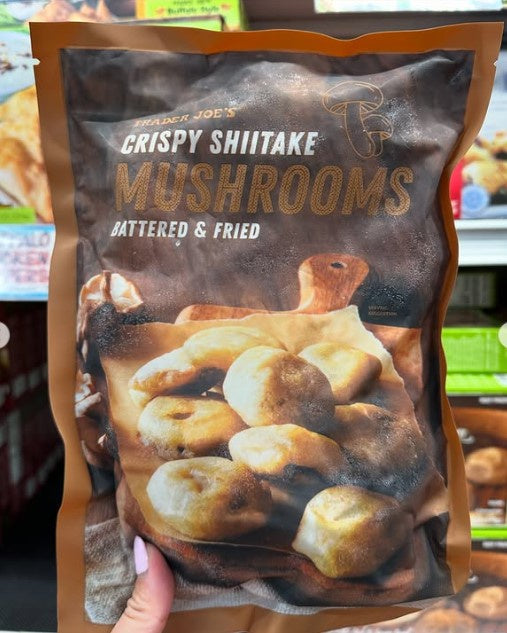 TRADER JOE'S
CRISPY SHIITAKE
MUSHROOMS
BATTERED & FRIED
SERVING
SUGGESTION